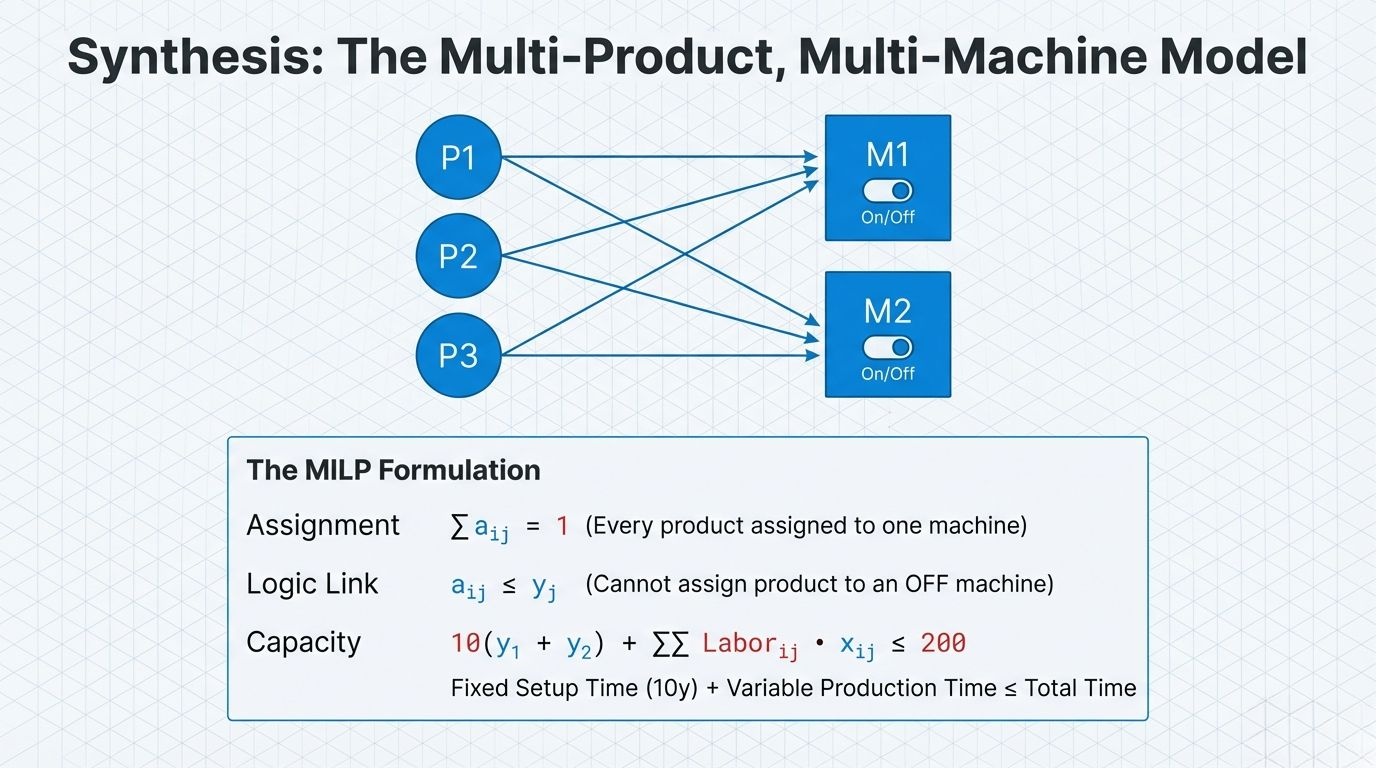 Synthesis: The Multi-Product, Multi-Machine Model
P1
P2
P3
M1
On/Off
M2
On/Off
The MILP Formulation
Assignment ∑ aᵢⱼ = 1 (Every product assigned to one machine)
Logic Link aᵢⱼ ≤ yⱼ (Cannot assign product to an OFF machine)
Capacity 10(y₁ + y₂) + ∑∑ Laborᵢⱼ • xᵢⱼ ≤ 200
Fixed Setup Time (10y) + Variable Production Time ≤ Total Time